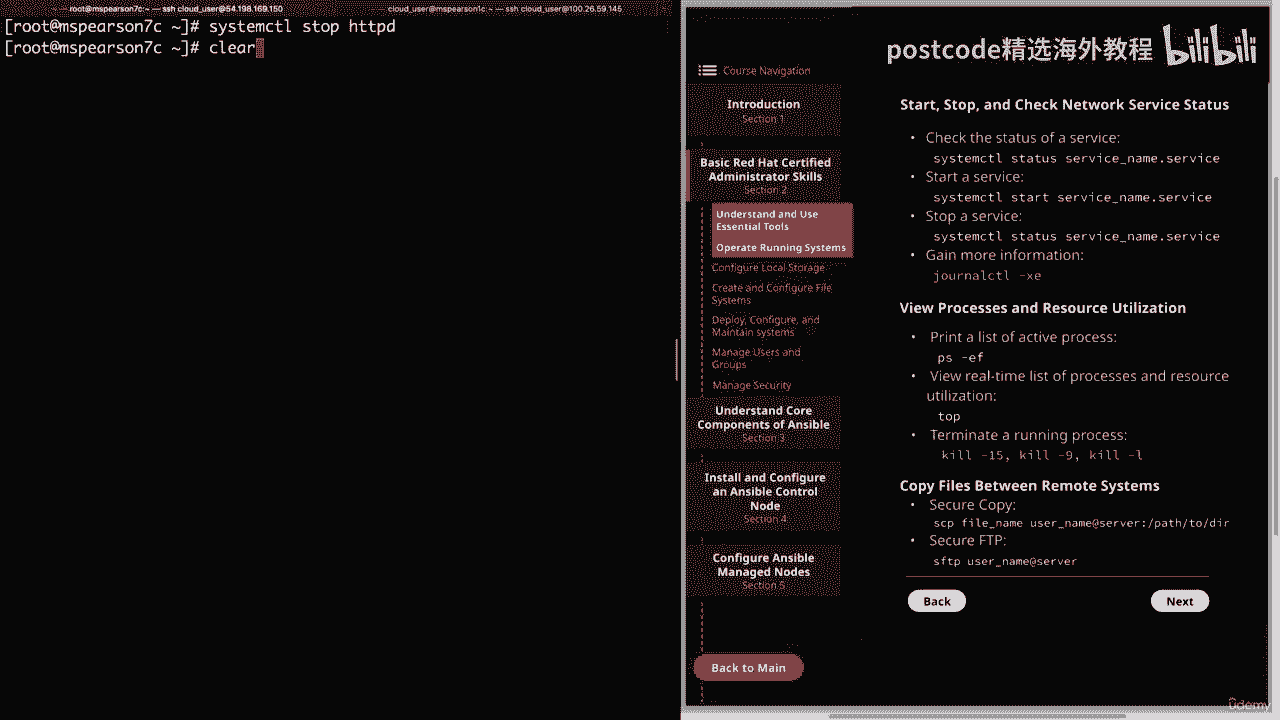 root@mspearson7c:~ — ssh cloud_user@54.198.169.150
cloud_user@mspearson1c:~ — ssh cloud_user@100.26.59.145
[root@mspearson7c ~]# systemctl stop httpd
[root@mspearson7c ~]# clear
postcode精选海外教程 bilibili
Course Navigation
Introduction
Section 1
Basic Red Hat Certified
Administrator Skills
Section 2
Understand and Use
Essential Tools
Operate Running Systems
Configure Local Storage
Create and Configure File
Systems
Deploy, Configure, and
Maintain systems
Manage Users and
Groups
Manage Security
Understand Core
Components of Ansible
Section 3
Install and Configure
an Ansible Control
Node
Section 4
Configure Ansible
Managed Nodes
Section 5
Back to Main
Start, Stop, and Check Network Service Status
• Check the status of a service:
systemctl status service_name.service
• Start a service:
systemctl start service_name.service
• Stop a service:
systemctl status service_name.service
• Gain more information:
journalctl -xe
View Processes and Resource Utilization
• Print a list of active process:
ps -ef
• View real-time list of processes and resource
utilization:
top
• Terminate a running process:
kill -15, kill -9, kill -l
Copy Files Between Remote Systems
• Secure Copy:
scp file_name user_name@server:/path/to/dir
• Secure FTP:
sftp user_name@server
Back
Next
ûdemy